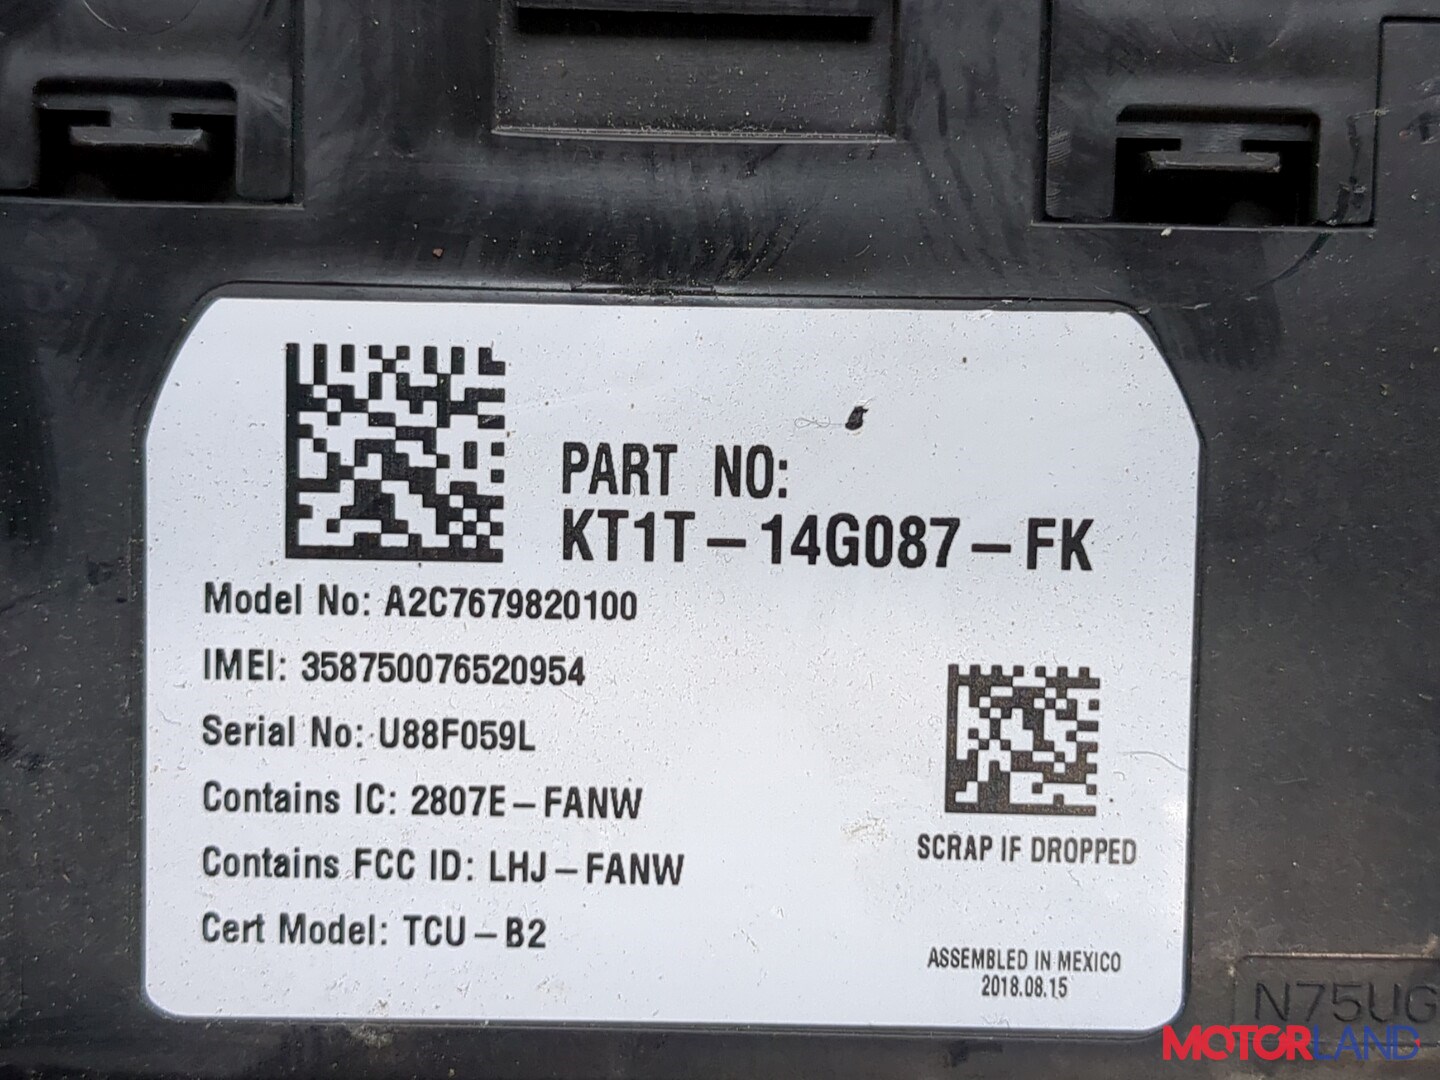 PART NO:
KT1T-14G087-FK
Model No: A2C7679820100
IMEI: 358750076520954
Serial No: U88F059L
Contains IC: 2807E-FANW
Contains FCC ID: LHJ-FANW
Cert Model: TCU-B2
SCRAP IF DROPPED
ASSEMBLED IN MEXICO
2018.08.15
N75UG
MOTORLAND